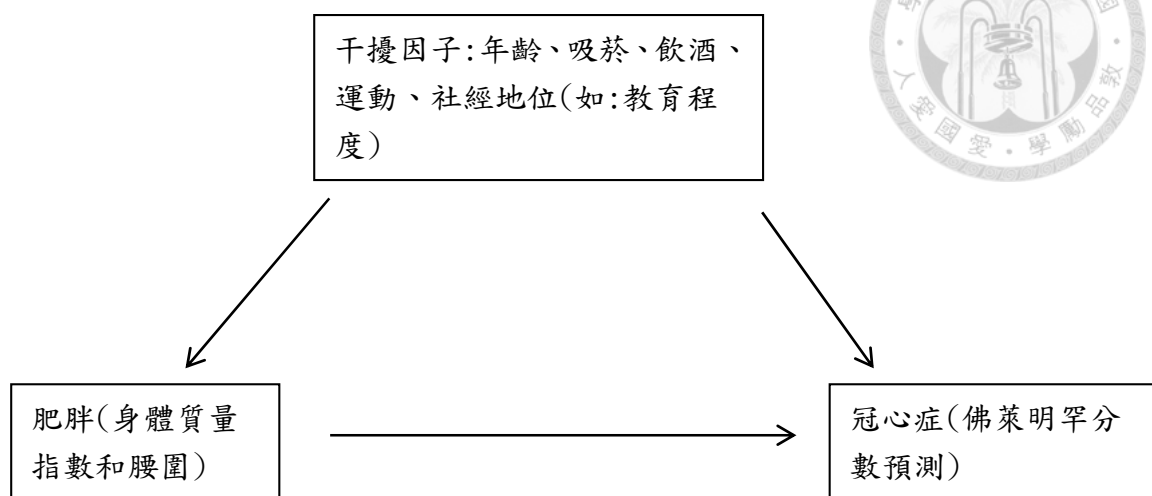 干擾因子:年齡、吸菸、飲酒、
運動、社經地位(如:教育程
度)
肥胖(身體質量
指數和腰圍)
冠心症(佛萊明罕分
數預測)